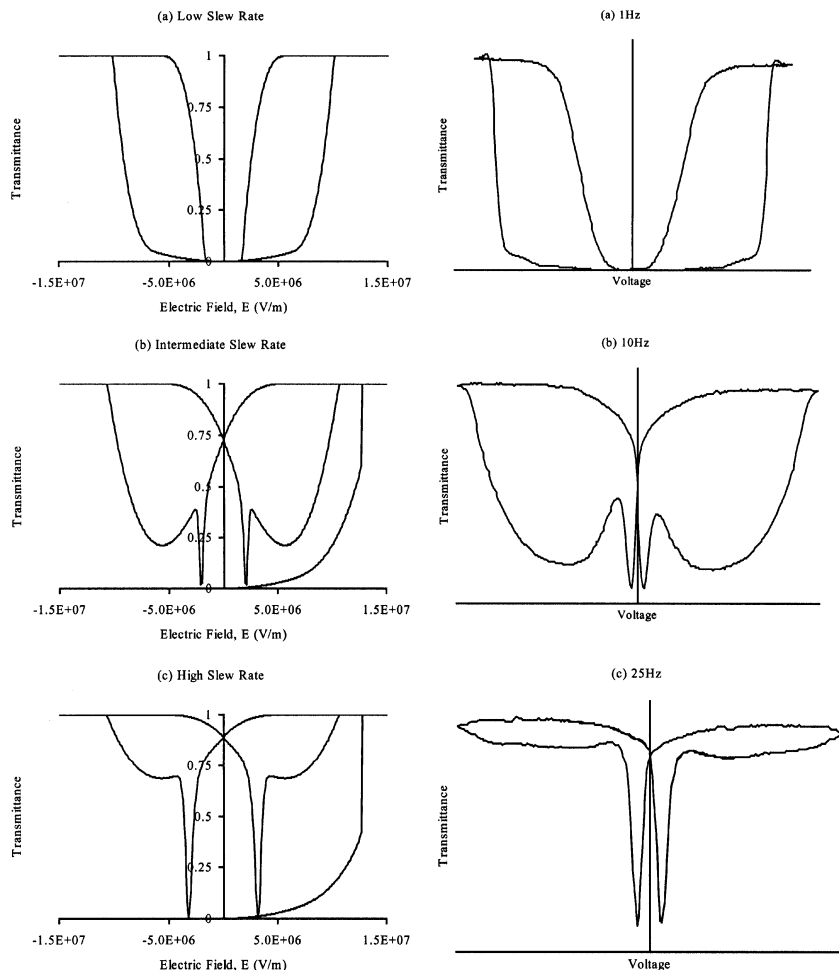 (a) Low Slew Rate
1
0.75
0.5
0.25
0
Transmittance
-1.5E+07 -5.0E+06 5.0E+06 1.5E+07
Electric Field, E (V/m)
(a) 1Hz
Transmittance
Voltage
(b) Intermediate Slew Rate
1
0.75
0.5
0.25
0
Transmittance
-1.5E+07 -5.0E+06 5.0E+06 1.5E+07
Electric Field, E (V/m)
(b) 10Hz
Transmittance
Voltage
(c) High Slew Rate
1
0.75
0.5
0.25
0
Transmittance
-1.5E+07 -5.0E+06 5.0E+06 1.5E+07
Electric Field, E (V/m)
(c) 25Hz
Transmittance
Voltage